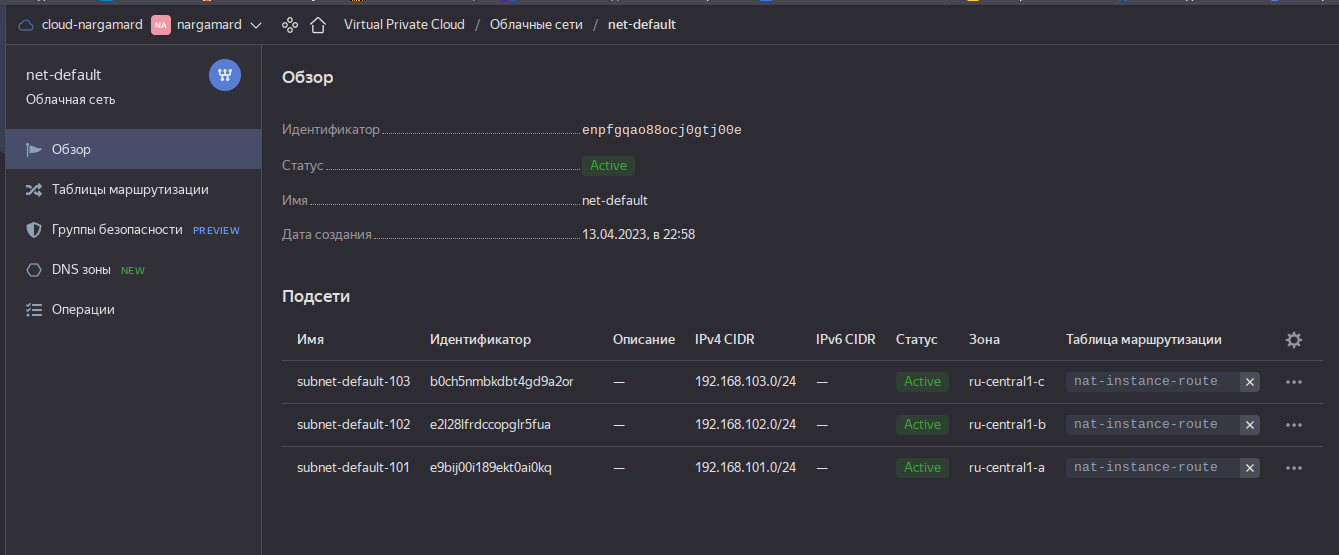 cloud-nargamard NA nargamard Virtual Private Cloud / Облачные сети / net-default
net-default
Облачная сеть
Обзор
Таблицы маршрутизации
Группы безопасности PREVIEW
DNS зоны NEW
Операции
Обзор
Идентификатор enpfgqao88ocj0gtj00e
Статус Active
Имя net-default
Дата создания 13.04.2023, в 22:58
Подсети
Имя Идентификатор Описание IPv4 CIDR IPv6 CIDR Статус Зона Таблица маршрутизации
subnet-default-103 b0ch5nmbkdbt4gd9a2or — 192.168.103.0/24 — Active ru-central1-c nat-instance-route
subnet-default-102 e2l28lfrdccopglr5fua — 192.168.102.0/24 — Active ru-central1-b nat-instance-route
subnet-default-101 e9bij00i189ekt0ai0kq — 192.168.101.0/24 — Active ru-central1-a nat-instance-route